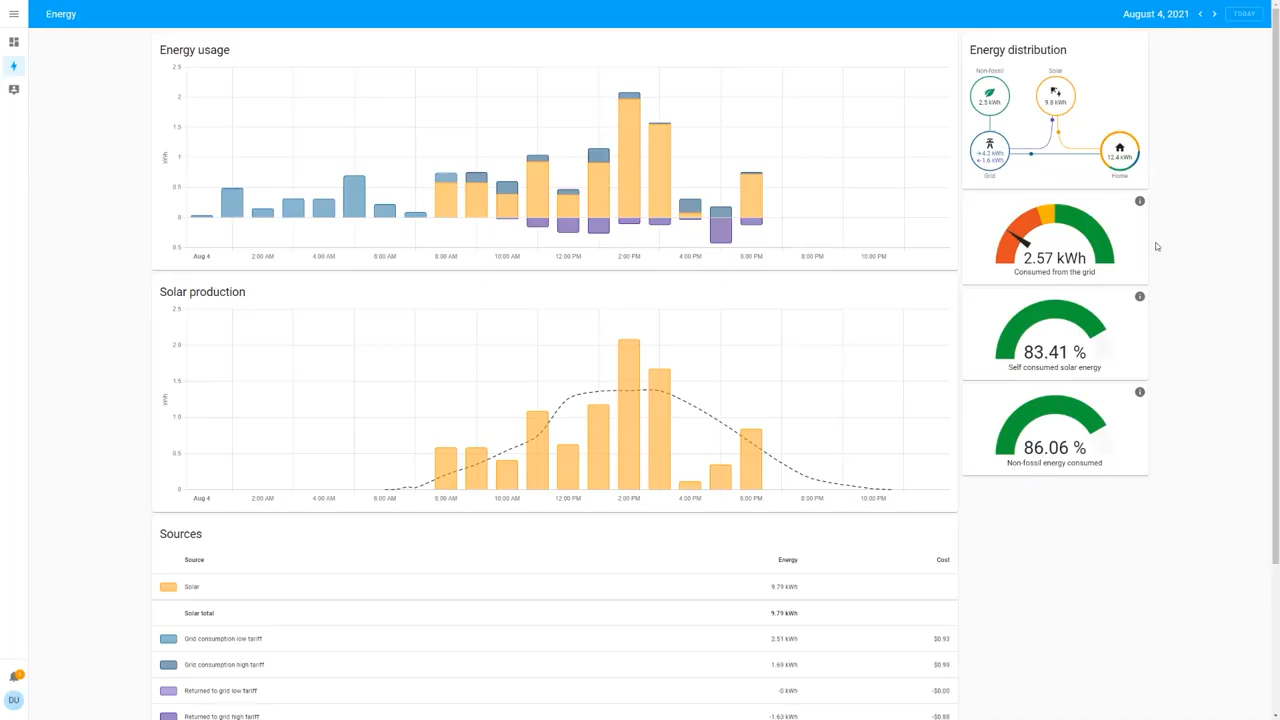 Energy
August 4, 2021
TODAY
Energy usage
2.5
2
1.5
1
0.5
0
0.5
kWh
Aug 4
2:00 AM
4:00 AM
6:00 AM
8:00 AM
10:00 AM
12:00 PM
2:00 PM
4:00 PM
6:00 PM
8:00 PM
10:00 PM
Solar production
2.5
2.0
1.5
1.0
0.5
0
kWh
Aug 4
2:00 AM
4:00 AM
6:00 AM
8:00 AM
10:00 AM
12:00 PM
2:00 PM
4:00 PM
6:00 PM
8:00 PM
10:00 PM
Sources
Source Energy Cost
Solar 9.79 kWh
Solar total 9.79 kWh
Grid consumption low tariff 2.51 kWh $0.93
Grid consumption high tariff 1.69 kWh $0.99
Returned to grid low tariff -0 kWh -$0.00
Returned to grid high tariff -1.63 kWh -$0.88
Energy distribution
Non-fossil Solar
2.5 kWh 9.8 kWh
→4.2 kWh
←1.6 kWh
12.4 kWh
Grid Home
2.57 kWh
Consumed from the grid
83.41 %
Self consumed solar energy
86.06 %
Non-fossil energy consumed
DU